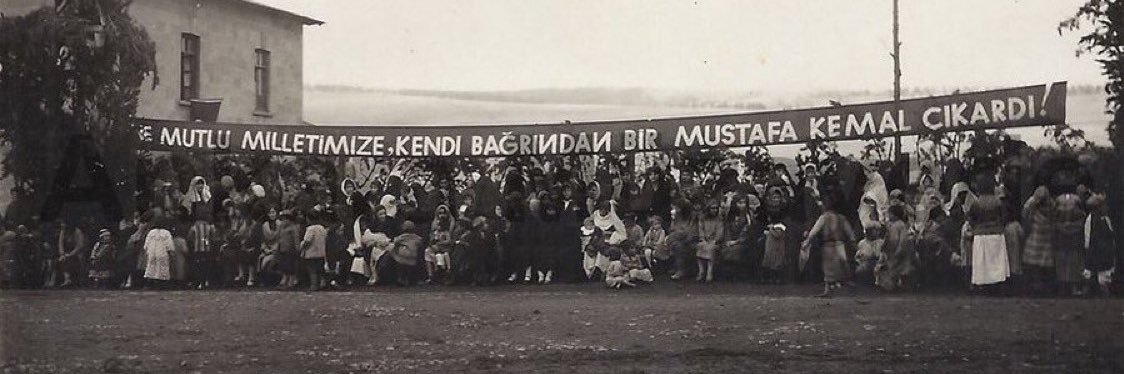 E MUTLU MILLETIMIZE, KENDI BAĞRINDAN BIR MUSTAFA KEMAL ÇIKARDI!